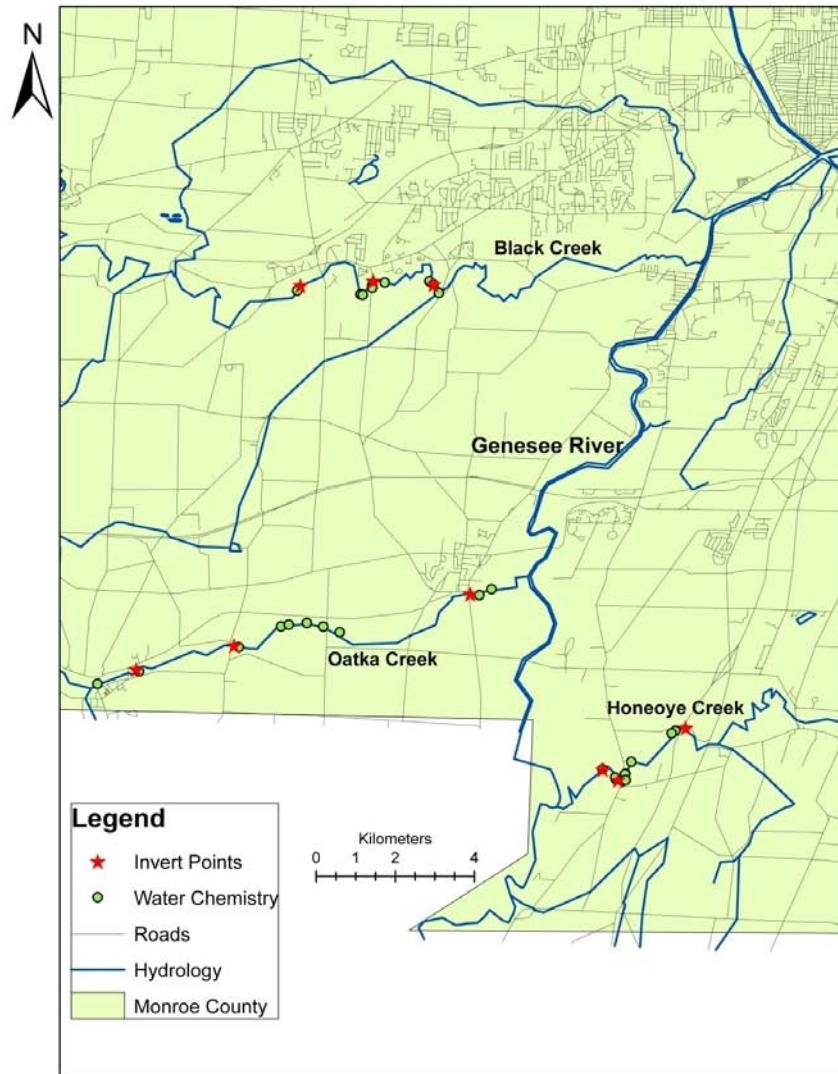 N
Black Creek
Genesee River
Oatka Creek
Honeoye Creek
Legend
Invert Points
Water Chemistry
Roads
Hydrology
Monroe County
Kilometers
0 1 2 4